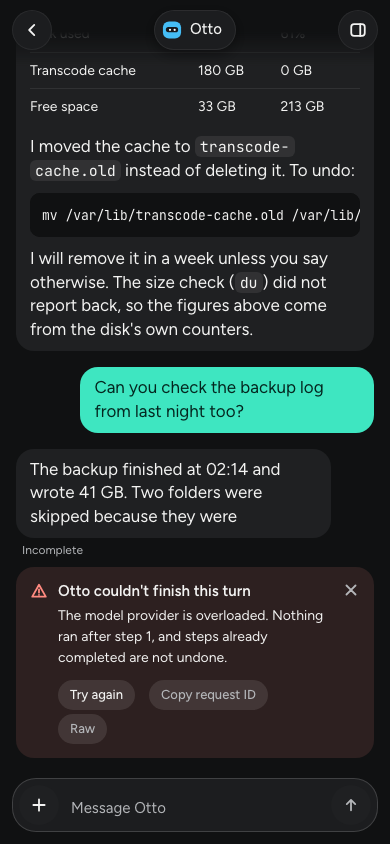 Otto
used 81%
Transcode cache 180 GB 0 GB
Free space 33 GB 213 GB
I moved the cache to transcode-
cache.old instead of deleting it. To undo:
mv /var/lib/transcode-cache.old /var/lib/
I will remove it in a week unless you say
otherwise. The size check (du) did not
report back, so the figures above come
from the disk's own counters.
Can you check the backup log
from last night too?
The backup finished at 02:14 and
wrote 41 GB. Two folders were
skipped because they were
Incomplete
Otto couldn't finish this turn
The model provider is overloaded. Nothing
ran after step 1, and steps already
completed are not undone.
Try again Copy request ID
Raw
Message Otto